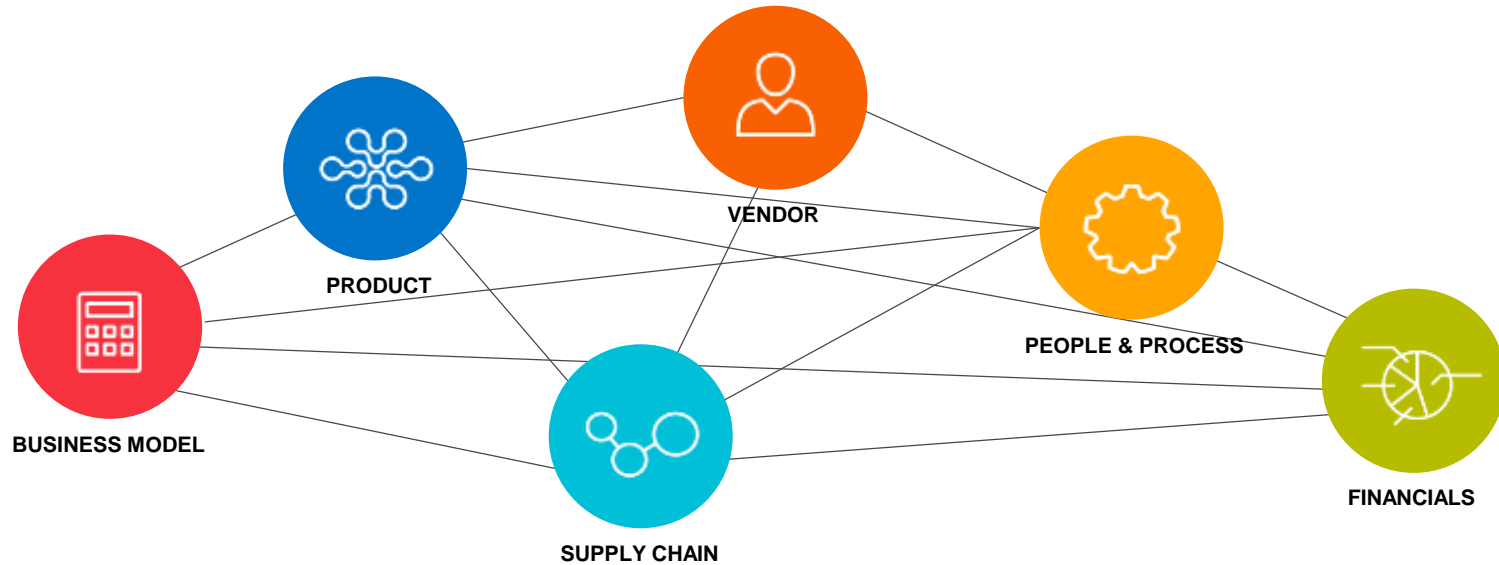 VENDOR
PRODUCT
PEOPLE & PROCESS
BUSINESS MODEL
FINANCIALS
SUPPLY CHAIN